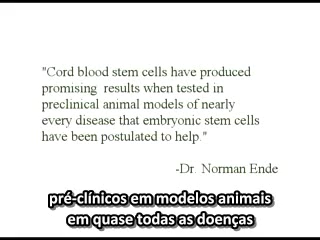 "Cord blood stem cells have produced
promising results when tested in
preclinical animal models of nearly
every disease that embryonic stem cells
have been postulated to help."
-Dr. Norman Ende
pré-clínicos em modelos animais
em quase todas as doenças